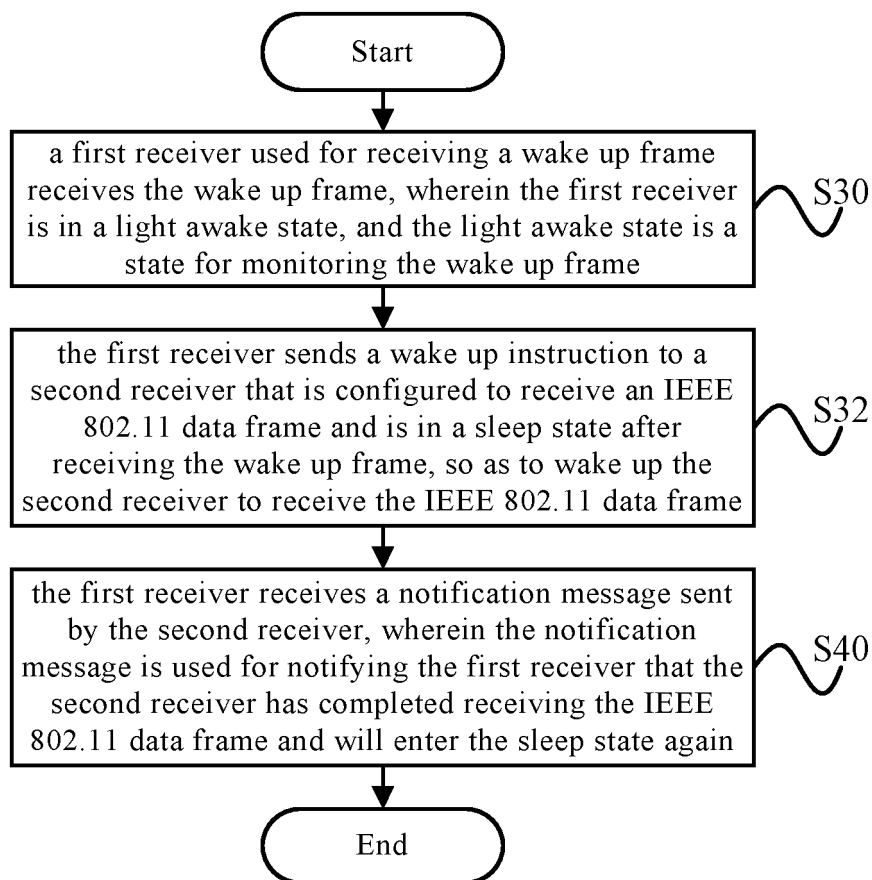 Start
a first receiver used for receiving a wake up frame
receives the wake up frame, wherein the first receiver
is in a light awake state, and the light awake state is a
state for monitoring the wake up frame
S30
the first receiver sends a wake up instruction to a
second receiver that is configured to receive an IEEE
802.11 data frame and is in a sleep state after
receiving the wake up frame, so as to wake up the
second receiver to receive the IEEE 802.11 data frame
S32
the first receiver receives a notification message sent
by the second receiver, wherein the notification
message is used for notifying the first receiver that the
second receiver has completed receiving the IEEE
802.11 data frame and will enter the sleep state again
S40
End